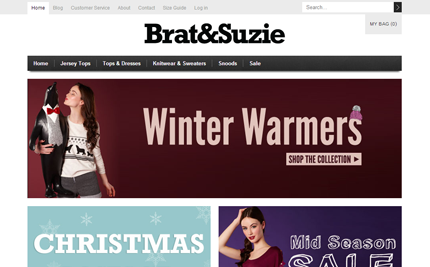 Home Blog Customer Service About Contact Size Guide Log in Search...
MY BAG (0)
Brat&Suzie
Home Jersey Tops Tops & Dresses Knitwear & Sweaters Snoods Sale
Winter Warmers
SHOP THE COLLECTION
CHRISTMAS
Mid Season
SALE